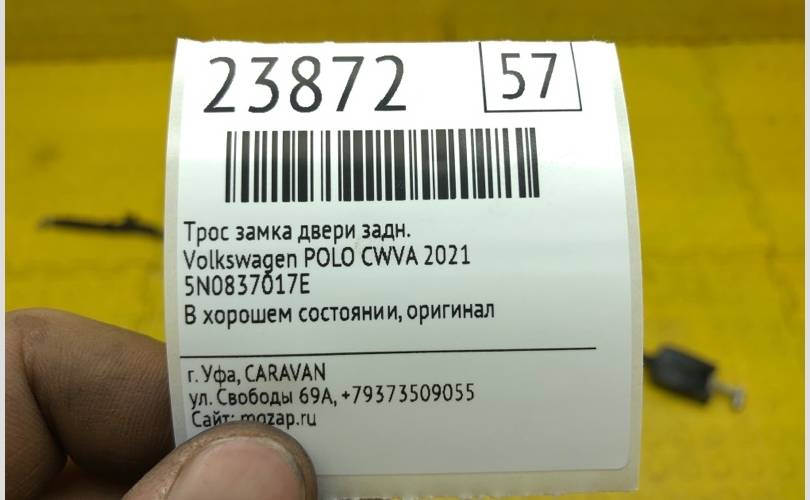 23872 57
Трос замка двери задн.
Volkswagen POLO CWVA 2021
5N0837017E
В хорошем состоянии, оригинал
г. Уфа, CARAVAN
ул. Свободы 69А, +79373509055
Сайт: mozap.ru